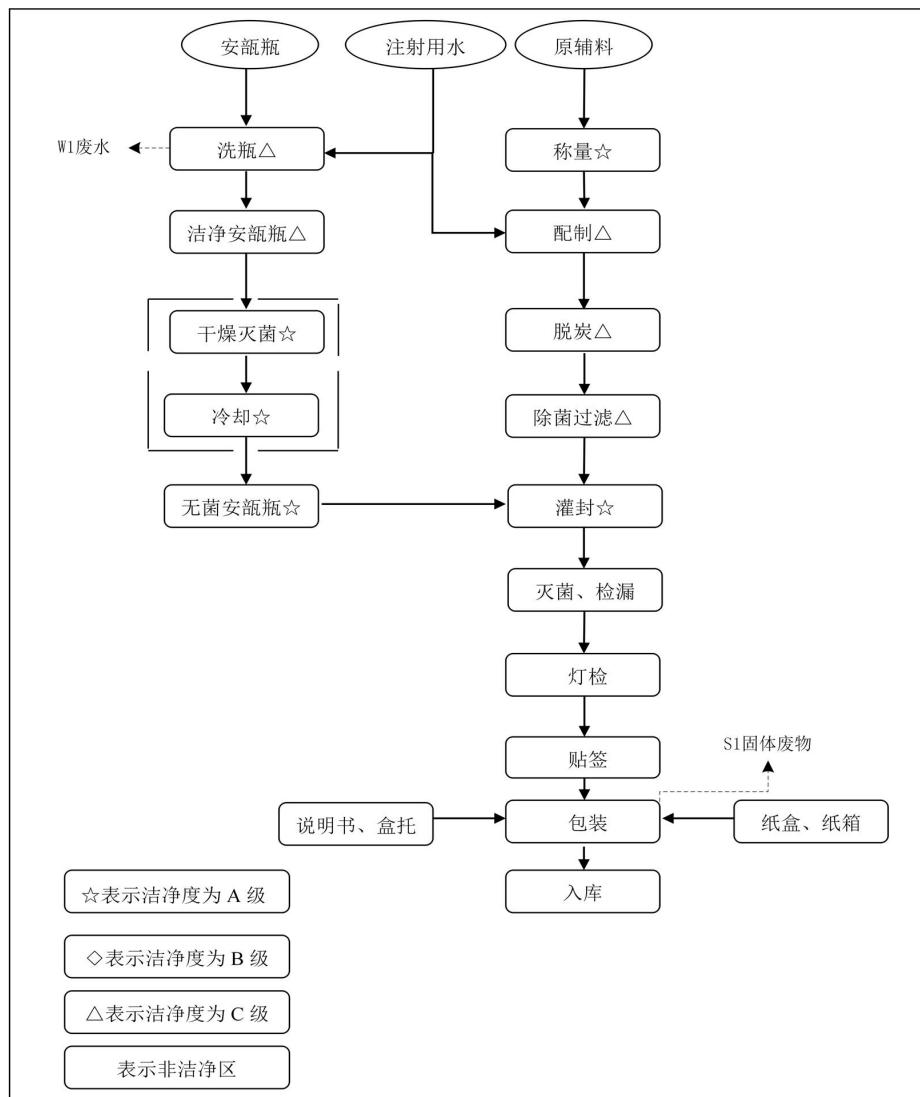 安瓿瓶
注射用水
原辅料
W1废水
洗瓶△
称量☆
洁净安瓿瓶△
配制△
干燥灭菌☆
脱炭△
冷却☆
除菌过滤△
无菌安瓿瓶☆
灌封☆
灭菌、检漏
灯检
S1固体废物
贴签
说明书、盒托
包装
纸盒、纸箱
入库
☆表示洁净度为 A 级
◇表示洁净度为 B 级
△表示洁净度为 C 级
表示非洁净区